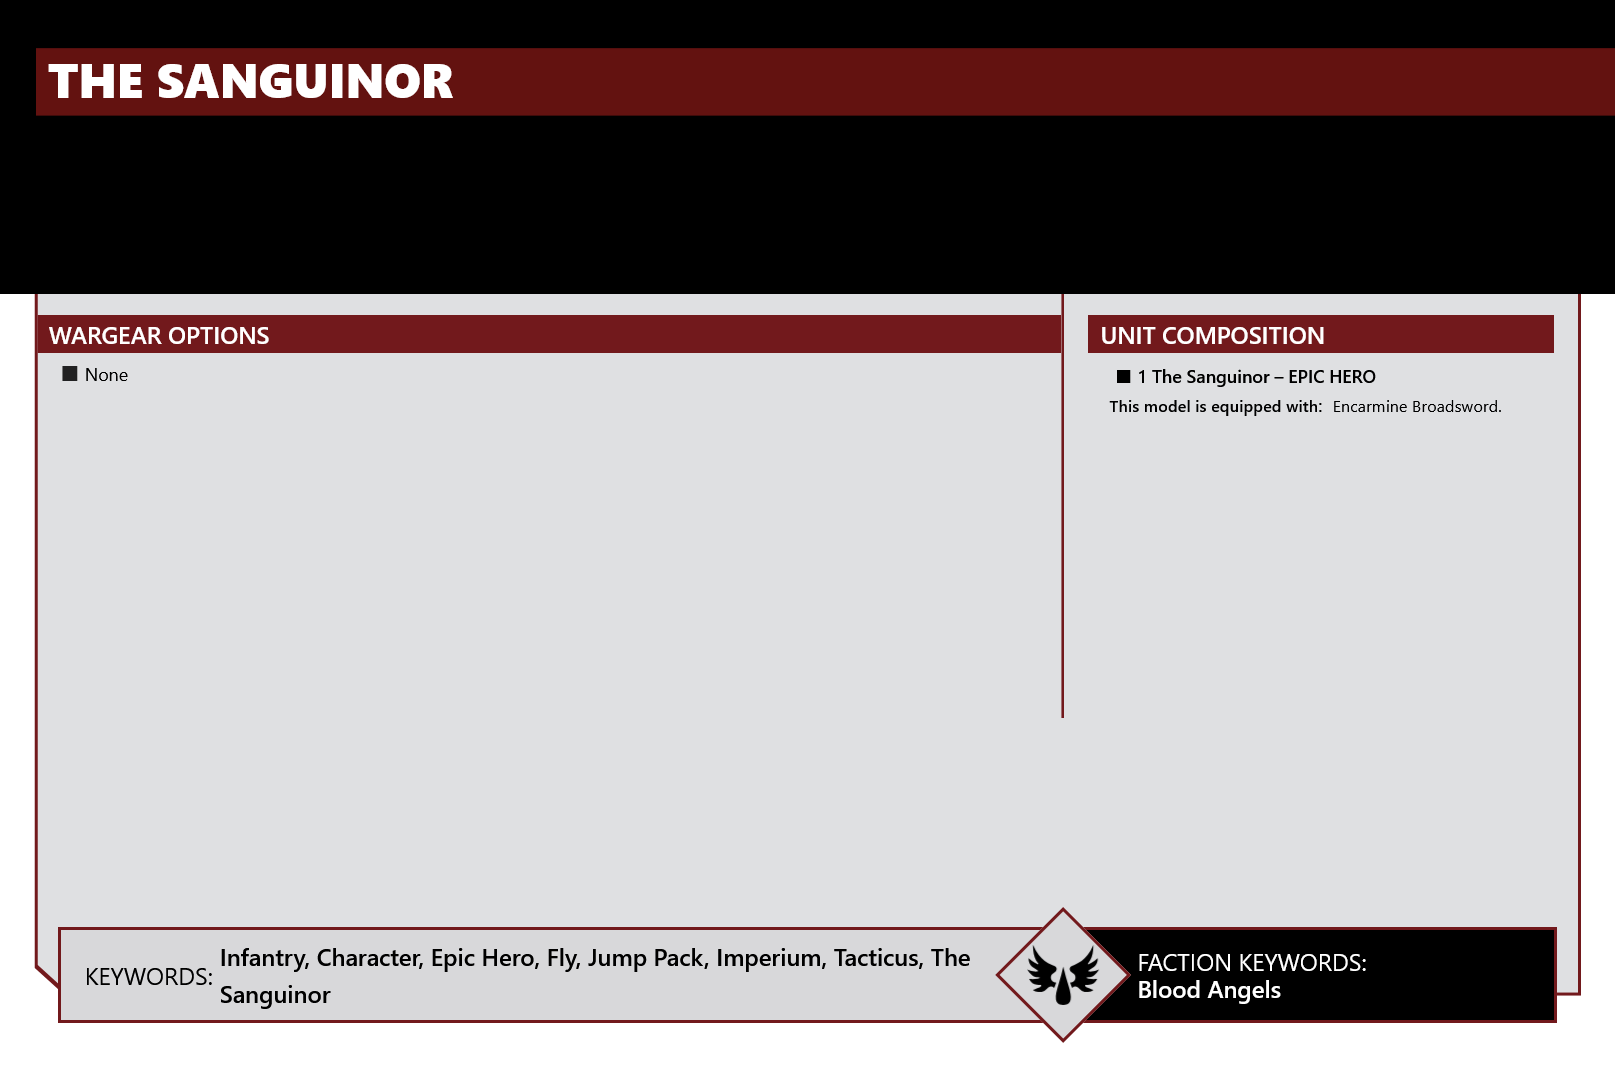 THE SANGUINOR
WARGEAR OPTIONS
■ None
UNIT COMPOSITION
■ 1 The Sanguinor – EPIC HERO
This model is equipped with: Encarmine Broadsword.
KEYWORDS: Infantry, Character, Epic Hero, Fly, Jump Pack, Imperium, Tacticus, The
Sanguinor
FACTION KEYWORDS:
Blood Angels